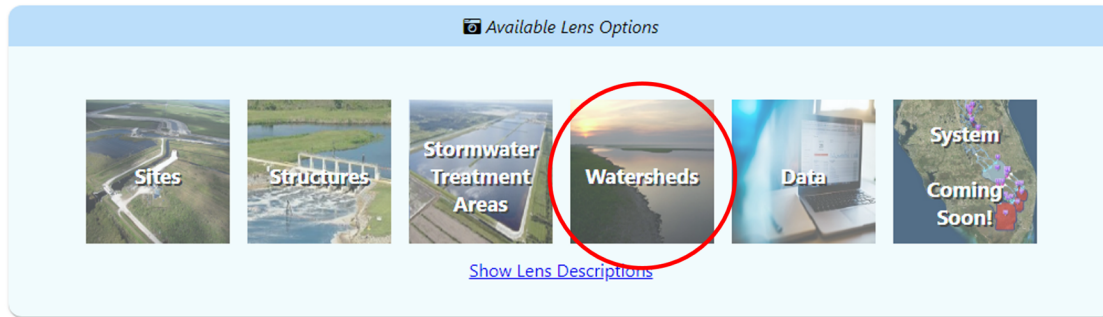 Available Lens Options
Sites
Structures
Stormwater
Treatment
Areas
Watersheds
Data
System
Coming
Soon!
Show Lens Descriptions